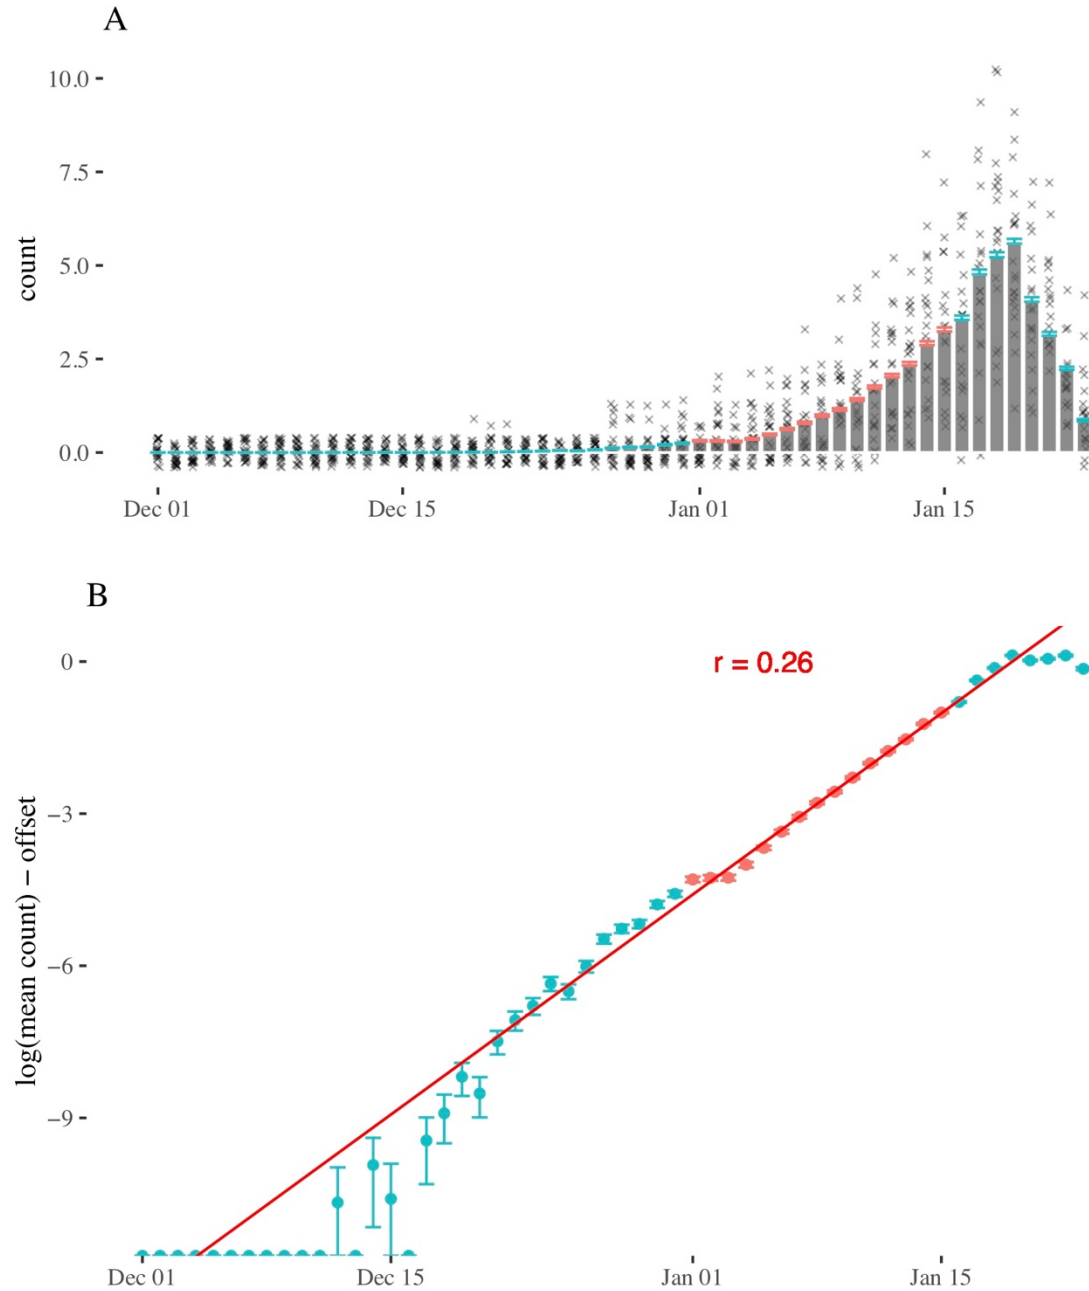 A
10.0
7.5
5.0
2.5
0.0
count
Dec 01 Dec 15 Jan 01 Jan 15
B
r = 0.26
0
−3
−6
−9
log(mean count) − offset
Dec 01 Dec 15 Jan 01 Jan 15